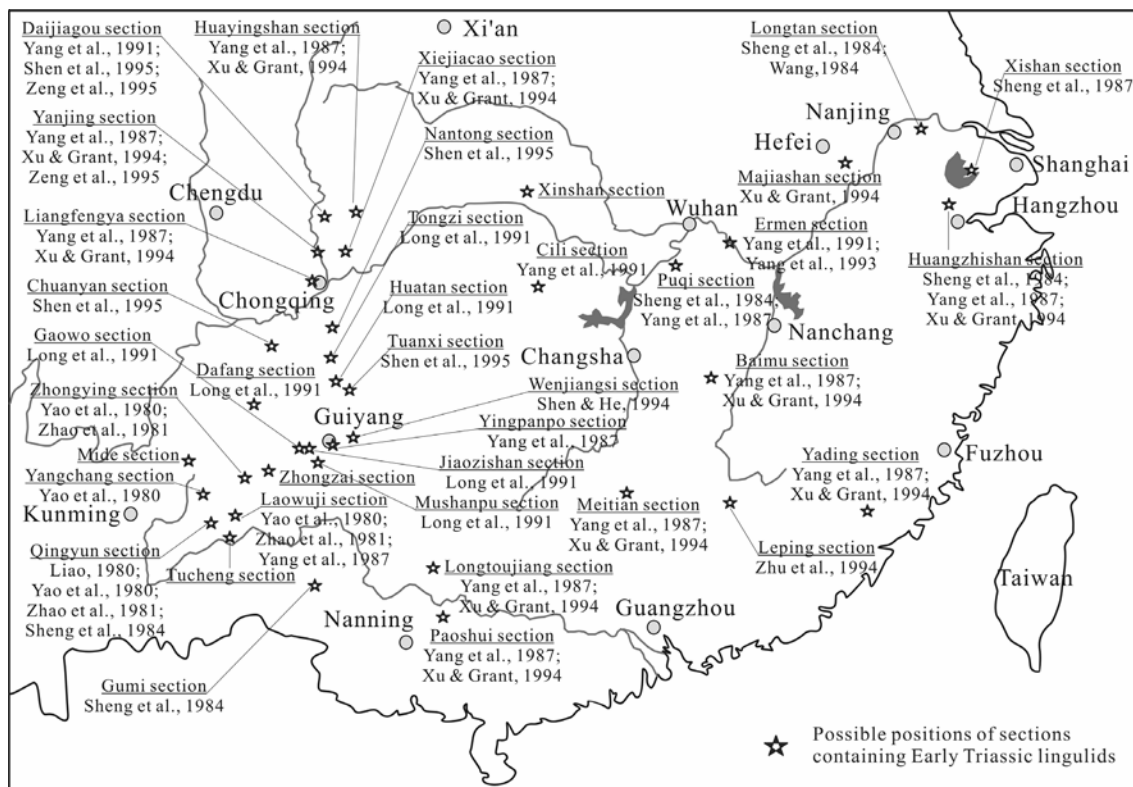 Daijiagou section
Yang et al., 1991;
Shen et al., 1995;
Zeng et al., 1995
Huayingshan section
Yang et al., 1987;
Xu & Grant, 1994
Xi'an
Xiejiacao section
Yang et al., 1987;
Xu & Grant, 1994
Longtan section
Sheng et al., 1984;
Wang,1984
Xishan section
Sheng et al., 1987
Yanjing section
Yang et al., 1987;
Xu & Grant, 1994;
Zeng et al., 1995
Nantong section
Shen et al., 1995
Nanjing
Hefei
Shanghai
Majiashan section
Xu & Grant, 1994
Chengdu
Xinshan section
Wuhan
Hangzhou
Liangfengya section
Yang et al., 1987;
Xu & Grant, 1994
Tongzi section
Long et al., 1991
Cili section
Yang et al., 1991
Ermen section
Yang et al., 1991;
Yang et al., 1993
Huangzhishan section
Sheng et al., 1984;
Yang et al., 1987;
Xu & Grant, 1994
Chuanyan section
Shen et al., 1995
Chongqing
Huatan section
Long et al., 1991
Puqi section
Sheng et al., 1984;
Yang et al., 1987
Nanchang
Gaowo section
Long et al., 1991
Tuanxi section
Shen et al., 1995
Changsha
Dafang section
Long et al., 1991
Baimu section
Yang et al., 1987;
Xu & Grant, 1994
Zhongying section
Yao et al., 1980;
Zhao et al., 1981
Guiyang
Wenjiangsi section
Shen & He, 1994
Yingpanpo section
Yang et al., 1987
Jiaozishan section
Long et al., 1991
Fuzhou
Mide section
Zhongzai section
Yading section
Yang et al., 1987;
Xu & Grant, 1994
Yangchang section
Yao et al., 1980
Mushanpu section
Long et al., 1991
Kunming
Laowuji section
Yao et al., 1980;
Zhao et al., 1981;
Yang et al., 1987
Meitian section
Yang et al., 1987;
Xu & Grant, 1994
Leping section
Zhu et al., 1994
Qingyun section
Liao, 1980;
Yao et al., 1980;
Zhao et al., 1981;
Sheng et al., 1984
Tucheng section
Longtoujiang section
Yang et al., 1987;
Xu & Grant, 1994
Taiwan
Guangzhou
Nanning
Paoshui section
Yang et al., 1987;
Xu & Grant, 1994
Gumi section
Sheng et al., 1984
Possible positions of sections
containing Early Triassic lingulids